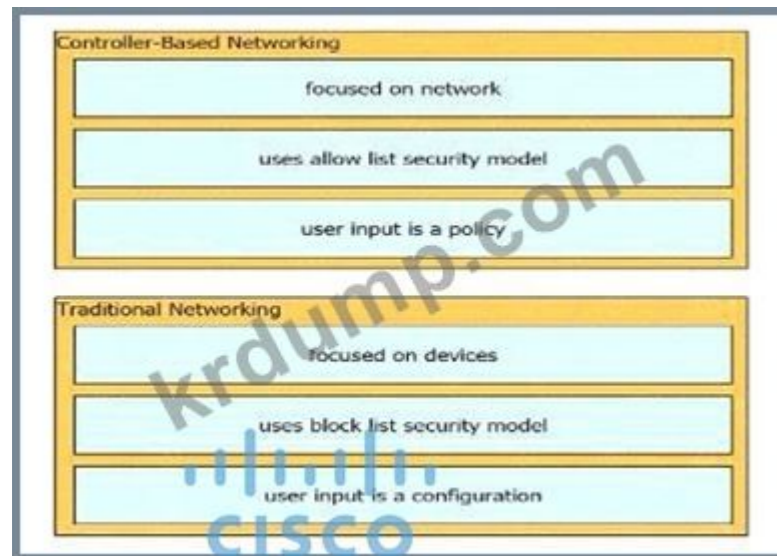 Controller-Based Networking
focused on network
uses allow list security model
user input is a policy
Traditional Networking
focused on devices
uses block list security model
user input is a configuration
krdump.com
CISCO